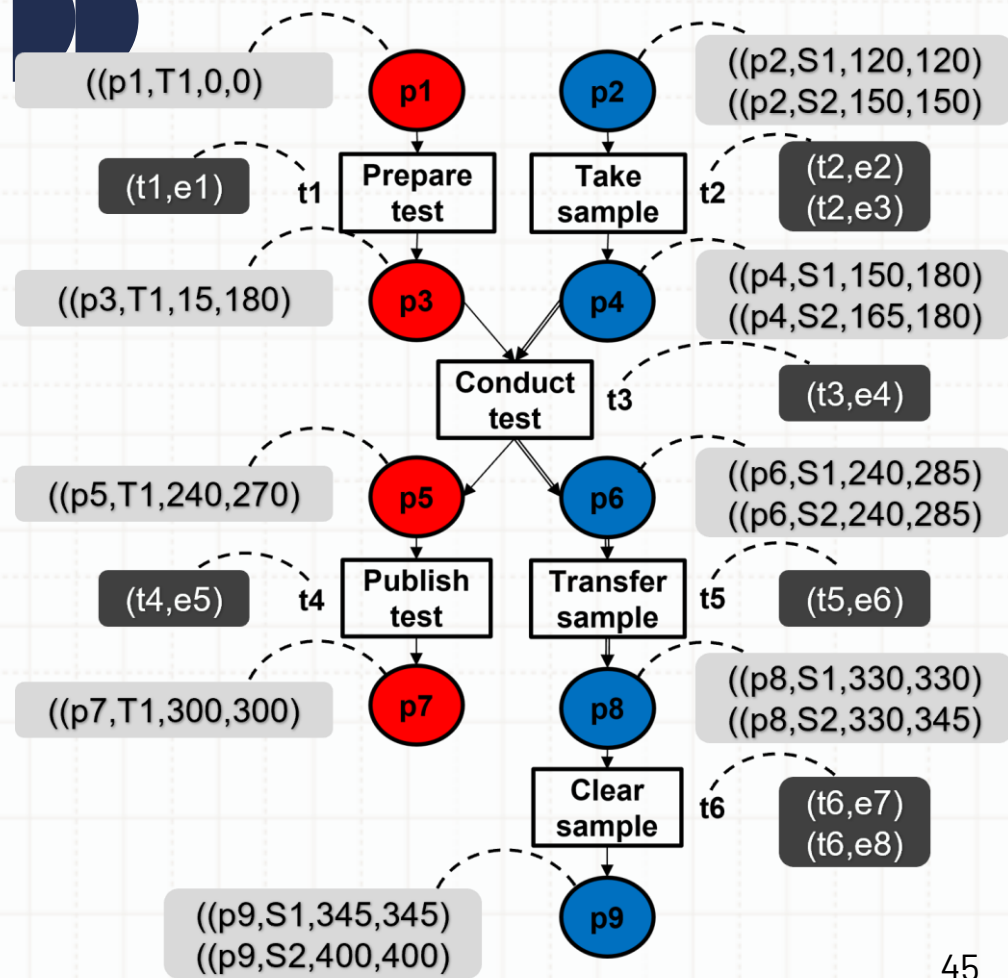 ((p1,T1,0,0)
p1
p2
((p2,S1,120,120)
((p2,S2,150,150)
(t1,e1)
t1
Prepare
test
Take
sample
t2
(t2,e2)
(t2,e3)
((p3,T1,15,180)
p3
p4
((p4,S1,150,180)
((p4,S2,165,180)
Conduct
test
t3
(t3,e4)
((p5,T1,240,270)
p5
p6
((p6,S1,240,285)
((p6,S2,240,285)
(t4,e5)
t4
Publish
test
Transfer
sample
t5
(t5,e6)
((p7,T1,300,300)
p7
p8
((p8,S1,330,330)
((p8,S2,330,345)
Clear
sample
t6
(t6,e7)
(t6,e8)
((p9,S1,345,345)
((p9,S2,400,400)
p9
45